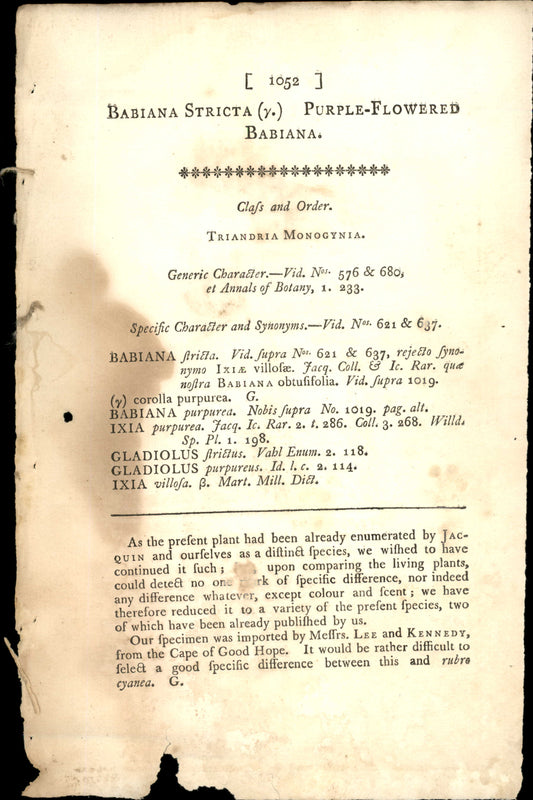 [ 1052 ]
BABIANA STRICTA (γ.) PURPLE-FLOWERED
BABIANA.
******************
Claſs and Order.
TRIANDRIA MONOGYNIA.
Generic Character.—Vid. Nos. 576 & 680,
et Annals of Botany, 1. 233.
Specific Character and Synonyms.—Vid. Nos. 621 & 637.
BABIANA ſtricta. Vid. ſupra Nos. 621 & 637, rejecto ſyno-
nymo IXIÆ villoſæ. Jacq. Coll. & Ic. Rar. quæ
noſtra BABIANA obtuſifolia. Vid. ſupra 1019.
(γ) corolla purpurea. G.
BABIANA purpurea. Nobis ſupra No. 1019. pag. alt.
IXIA purpurea. Jacq. Ic. Rar. 2. t. 286. Coll. 3. 268. Willd.
Sp. Pl. 1. 198.
GLADIOLUS ſtrictus. Vahl Enum. 2. 118.
GLADIOLUS purpureus. Id. l. c. 2. 114.
IXIA villoſa. β. Mart. Mill. Dict.
As the preſent plant had been already enumerated by JAC-
QUIN and ourſelves as a diſtinct ſpecies, we wiſhed to have
continued it ſuch; upon comparing the living plants,
could detect no one rk of ſpecific difference, nor indeed
any difference whatever, except colour and ſcent; we have
therefore reduced it to a variety of the preſent ſpecies, two
of which have been already publiſhed by us.
Our ſpecimen was imported by Meſſrs. LEE and KENNEDY,
from the Cape of Good Hope. It would be rather difficult to
ſelect a good ſpecific difference between this and rubro
cyanea. G.